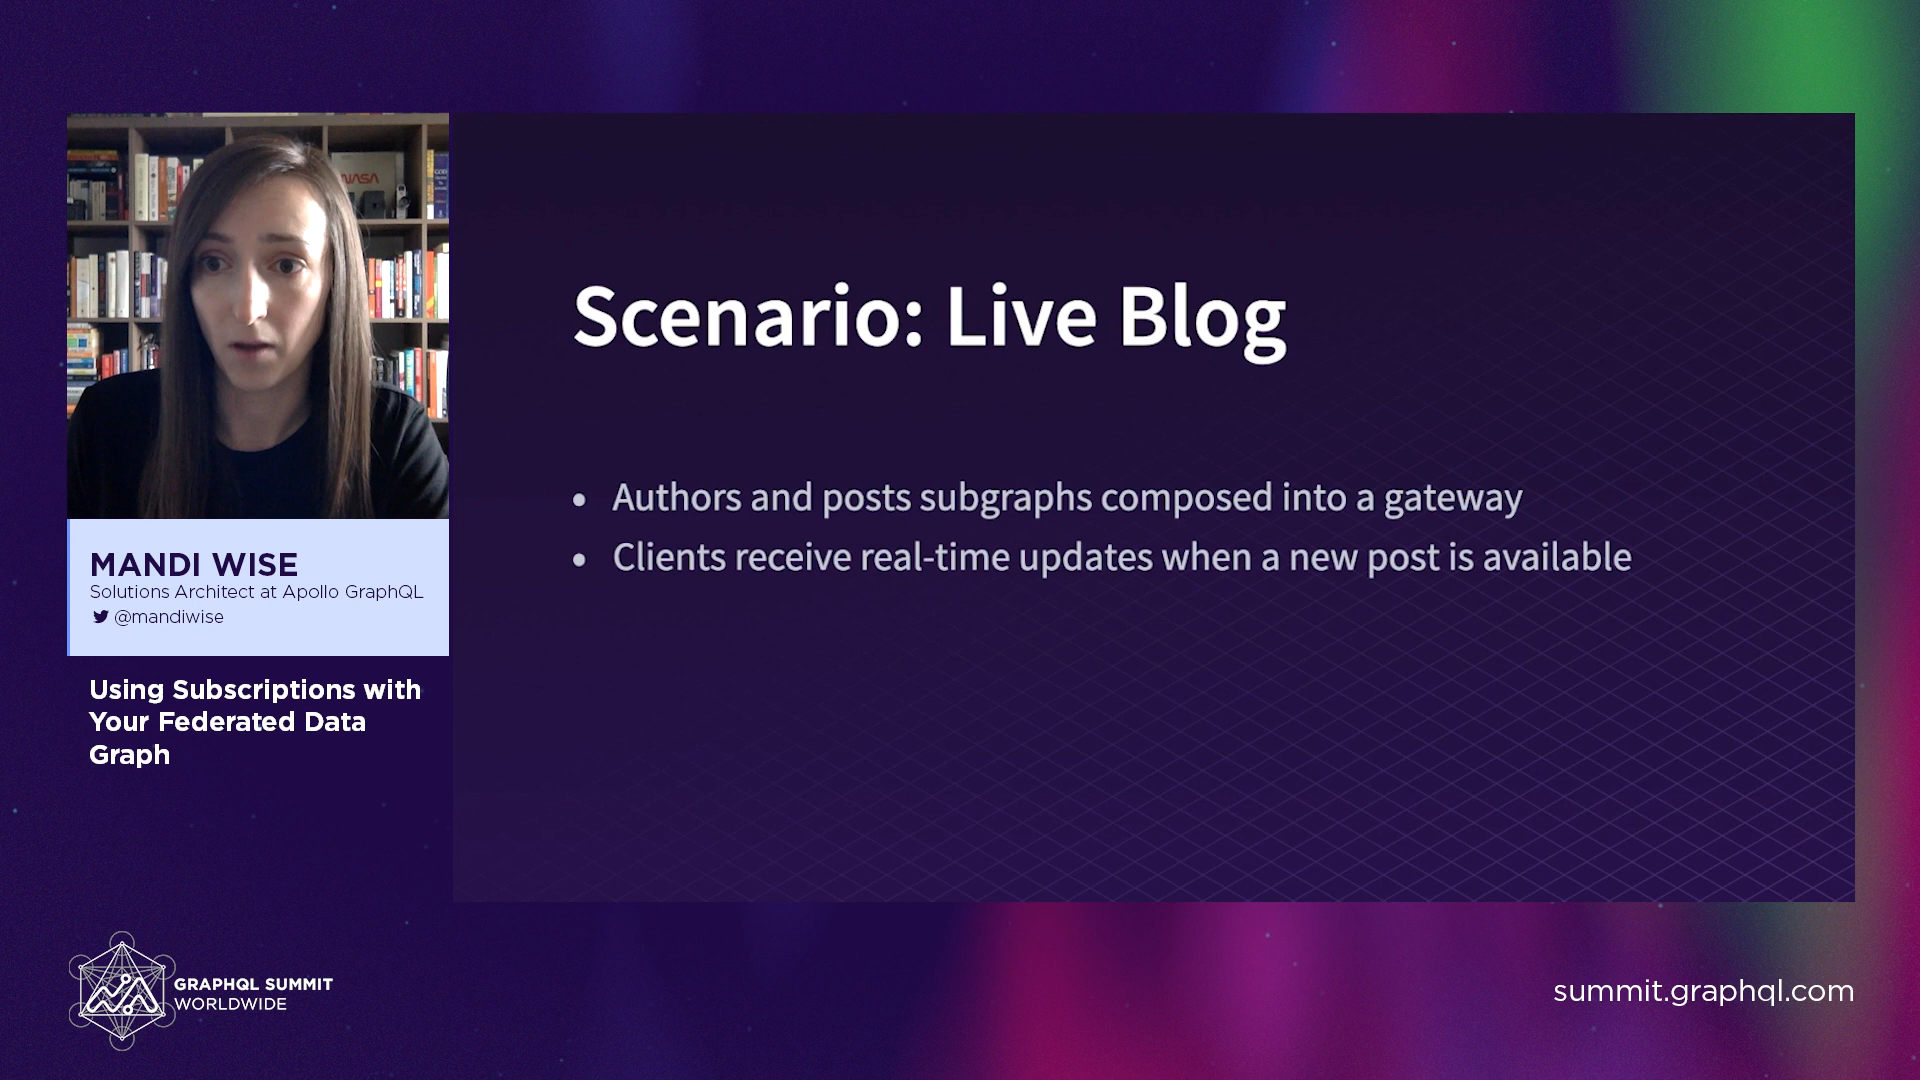 NASA
Scenario: Live Blog
• Authors and posts subgraphs composed into a gateway
• Clients receive real-time updates when a new post is available
MANDI WISE
Solutions Architect at Apollo GraphQL
@mandiwise
Using Subscriptions with
Your Federated Data
Graph
GRAPHQL SUMMIT
WORLDWIDE
summit.graphql.com